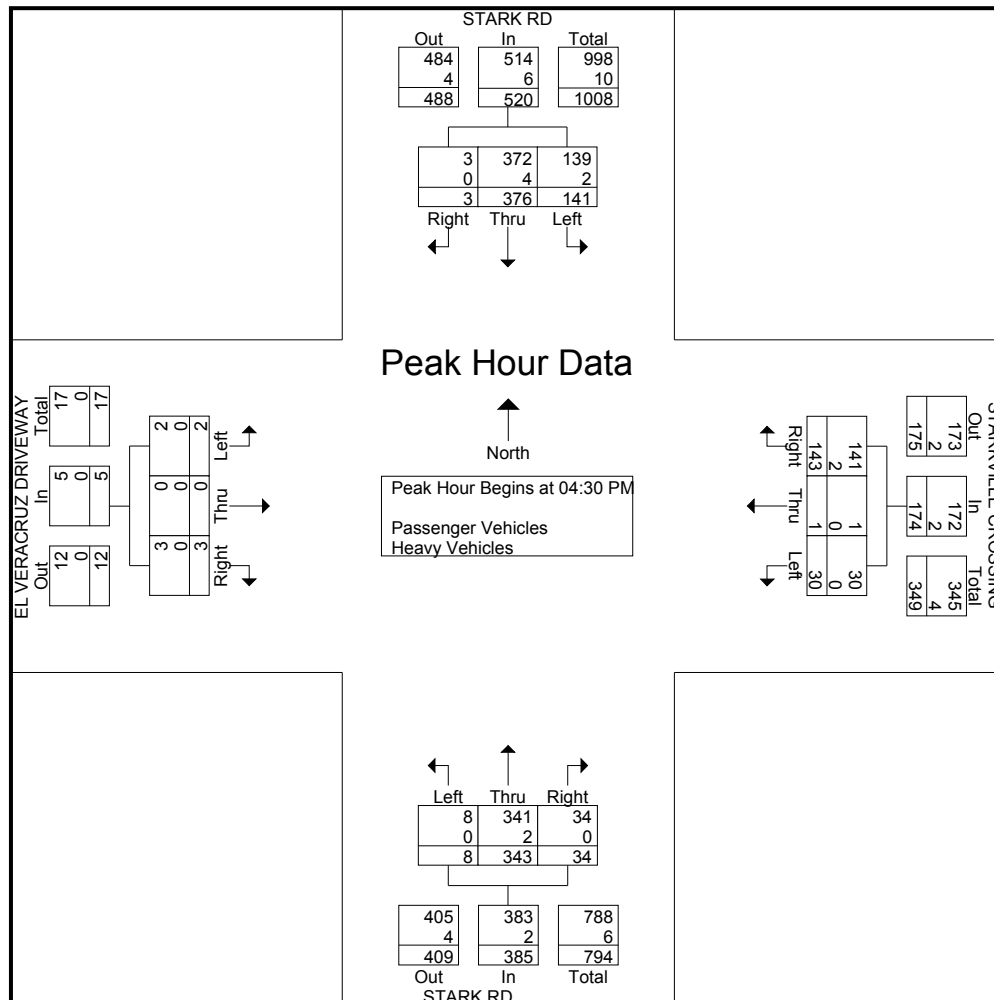 STARK RD
Out In Total
484 514 998
4 6 10
488 520 1008
3 372 139
0 4 2
3 376 141
Right Thru Left
Peak Hour Data
North
Peak Hour Begins at 04:30 PM
Passenger Vehicles
Heavy Vehicles
EL VERACRUZ DRIVEWAY
Out In Total
12 5 17
0 0 0
12 5 17
Right Thru Left
3 0 2
0 0 0
3 0 2
STARKVILLE CROSSING
Out In Total
173 172 345
2 2 4
175 174 349
Right Thru Left
141 1 30
2 0 0
143 1 30
Left Thru Right
8 341 34
0 2 0
8 343 34
405 383 788
4 2 6
409 385 794
Out In Total
STARK RD